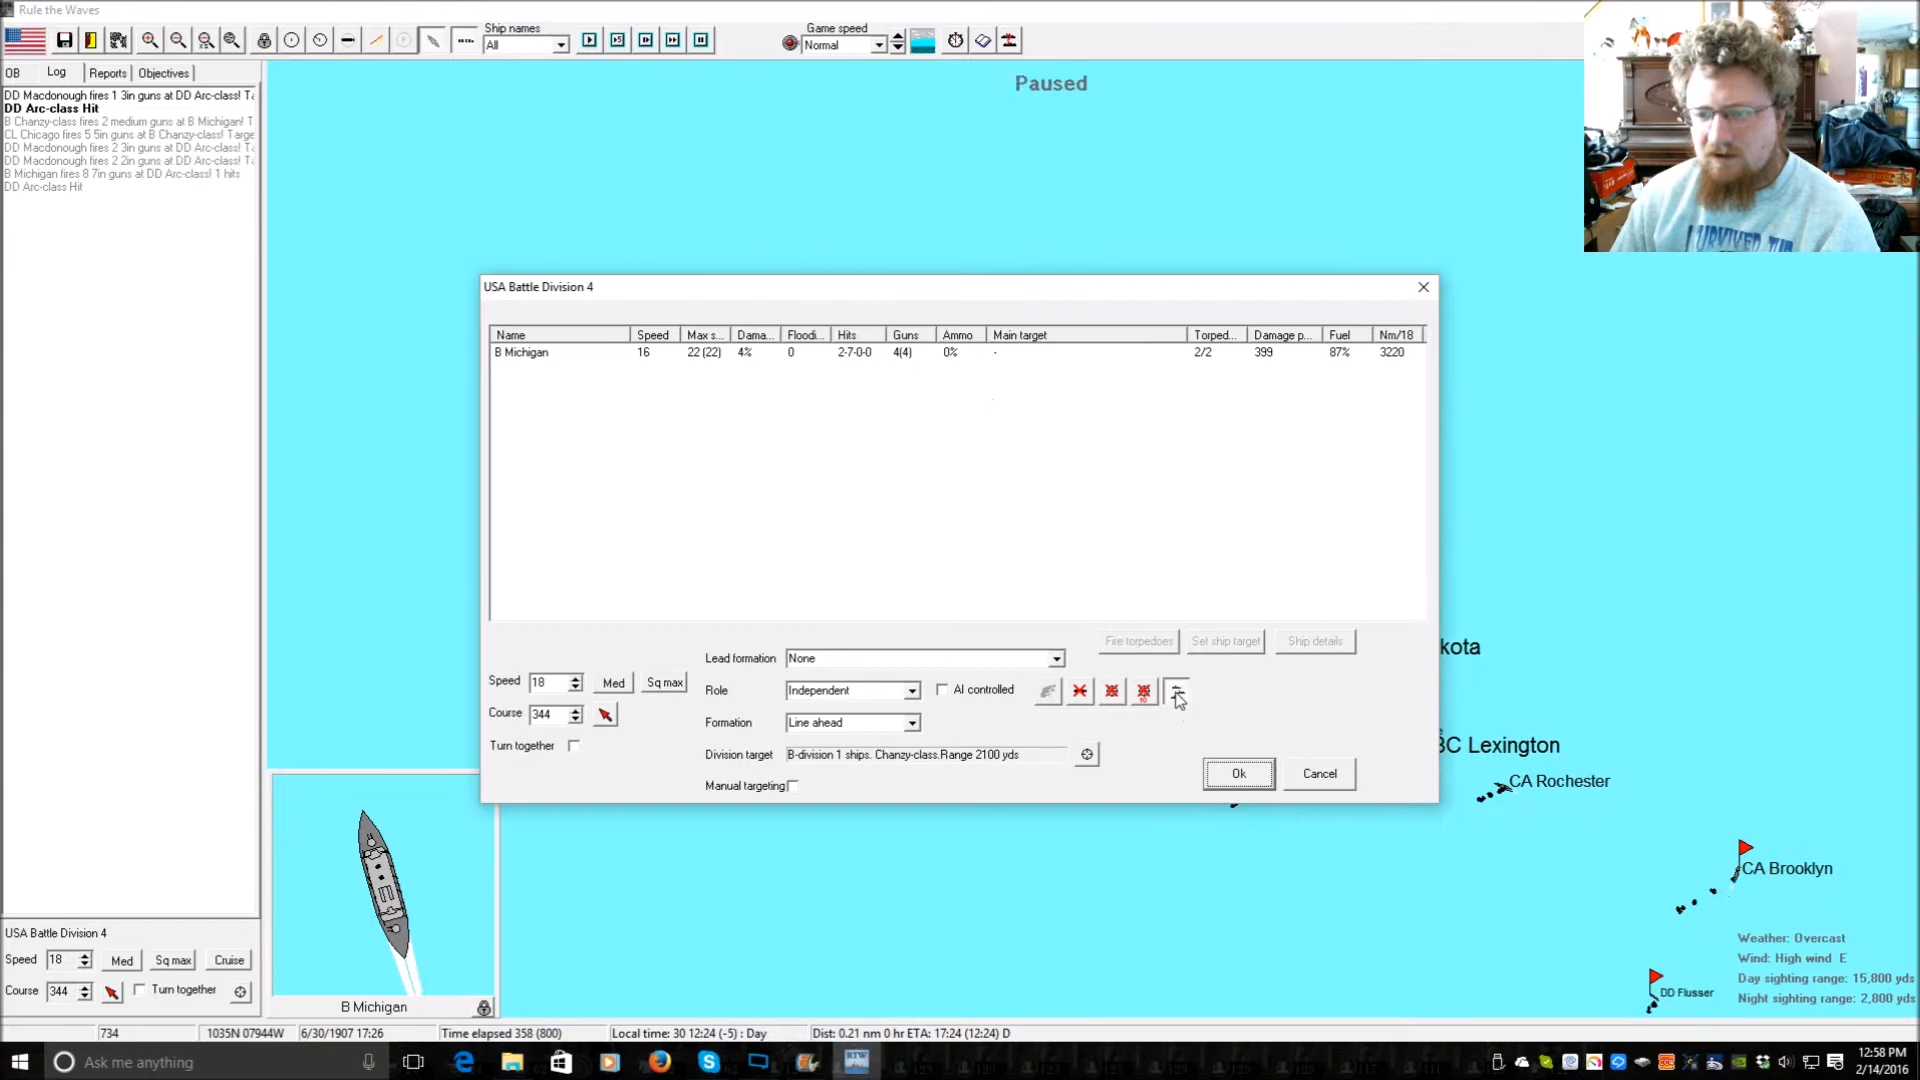 Rule the Waves
Ship names
All
Game speed
Normal
OB
Log
Reports
Objectives
DD Macdonough fires 1 3in guns at DD Arc-class! Ta
DD Arc-class Hit
B Chanzy-class fires 2 medium guns at B Michigan! T
CL Chicago fires 5 5in guns at B Chanzy-class! Targe
DD Macdonough fires 2 3in guns at DD Arc-class! Ta
DD Macdonough fires 2 2in guns at DD Arc-class! Ta
B Michigan fires 8 7in guns at DD Arc-class! 1 hits
DD Arc-class Hit
Paused
USA Battle Division 4
Name Speed Max s... Dama... Floodi... Hits Guns Ammo Main target Torped... Damage p... Fuel Nm/18
B Michigan 16 22 (22) 4% 0 2-7-0-0 4(4) 0% - 2/2 399 87% 3220
Fire torpedoes Set ship target Ship details
Lead formation None
Speed 18 Med Sq max
Role Independent AI controlled
10
Course 344
Formation Line ahead
Turn together
Division target B-division 1 ships. Chanzy-class.Range 2100 yds
Manual targeting
Ok Cancel
kota
BC Lexington
CA Rochester
CA Brooklyn
DD Flusser
Weather: Overcast
Wind: High wind E
Day sighting range: 15,800 yds
Night sighting range: 2,800 yds
USA Battle Division 4
Speed 18 Med Sq max Cruise
Course 344 Turn together
B Michigan
734 1035N 07944W 6/30/1907 17:26 Time elapsed 358 (800) Local time: 30 12:24 (-5) : Day Dist: 0.21 nm 0 hr ETA: 17:24 (12:24) D
Ask me anything
RTW
12:58 PM
2/14/2016